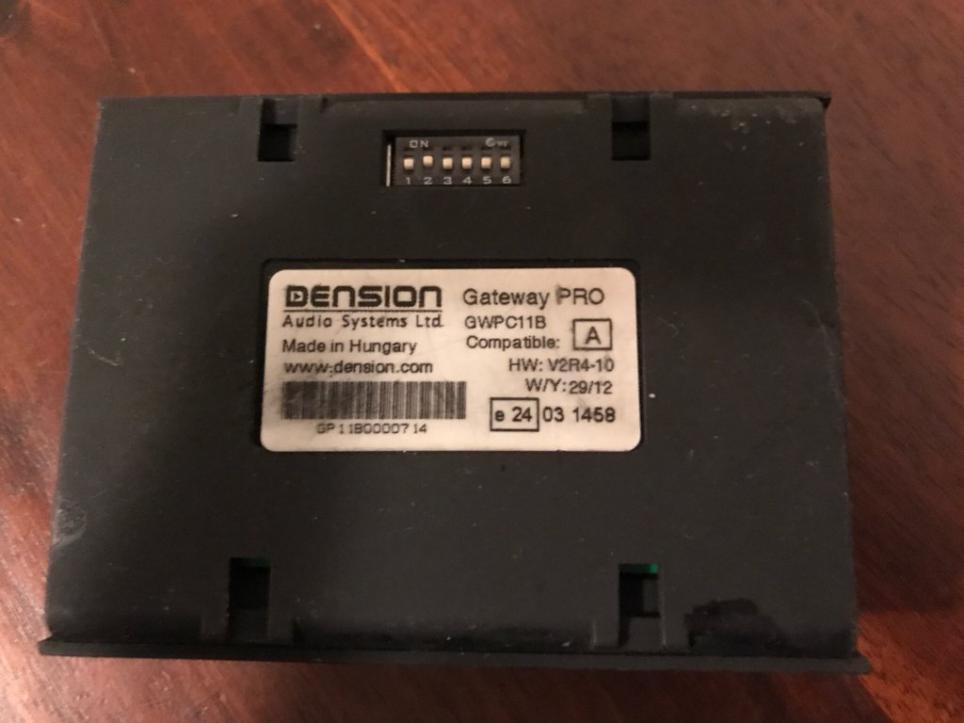 ON
1 2 3 4 5 6
DENSION
Audio Systems Ltd.
Made in Hungary
www.dension.com
GP11B0000714
Gateway PRO
GWPC11B
Compatible: A
HW: V2R4-10
W/Y: 29/12
e 24 03 1458